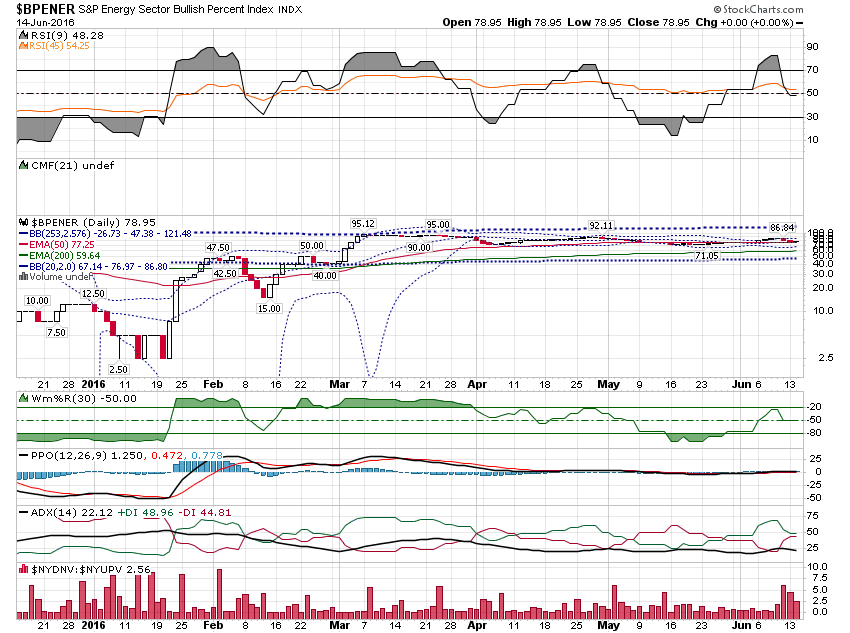 $BPENER S&P Energy Sector Bullish Percent Index INDX
© StockCharts.com
14-Jun-2016
Open 78.95 High 78.95 Low 78.95 Close 78.95 Chg +0.00 (+0.00%)
RSI(9) 48.28
RSI(45) 54.25
90
70
50
30
10
CMF(21) undef
$BPENER (Daily) 78.95
BB(253,2.576) -26.73 - 47.38 - 121.48
EMA(50) 77.25
EMA(200) 59.64
BB(20,2.0) 67.14 - 76.97 - 86.80
Volume undef
10.00
7.50
12.50
2.50
47.50
42.50
15.00
50.00
40.00
95.12
90.00
95.00
92.11
71.05
86.84
100.0
50.0
40.0
30.0
20.0
10.0
2.5
21 28 2016 11 19 25 Feb 8 16 22 Mar 7 14 21 28 Apr 11 18 25 May 9 16 23 Jun 6 13
Wm%R(30) -50.00
-20
-50
-80
PPO(12,26,9) 1.250, 0.472, 0.778
25
0
-25
-50
ADX(14) 22.12 +DI 48.96 -DI 44.81
75
50
25
$NYDNV:$NYUPV 2.56
10.0
7.5
5.0
2.5
0.0
21 28 2016 11 19 25 Feb 8 16 22 Mar 7 14 21 28 Apr 11 18 25 May 9 16 23 Jun 6 13